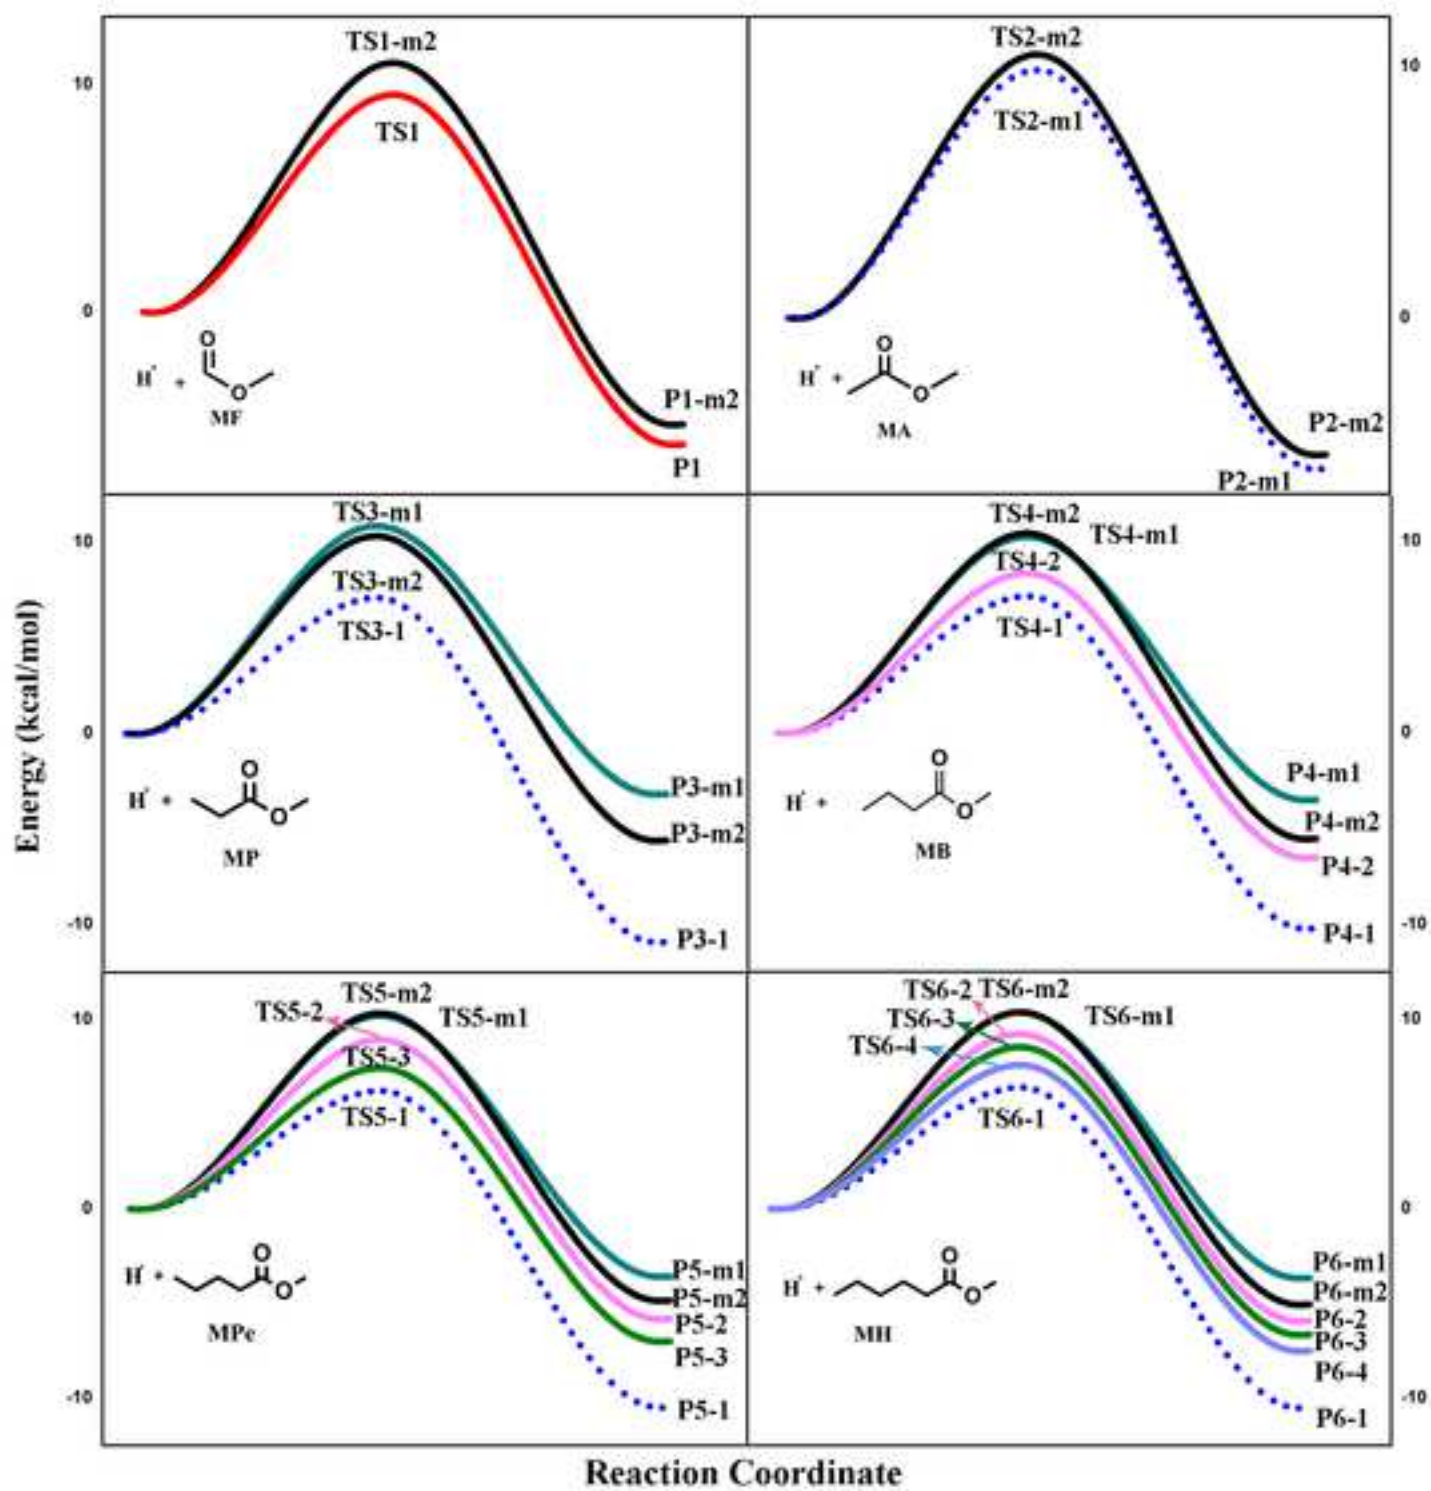 TS1-m2
10
TS1
0
O
H• +
O
MF
P1-m2
P1
TS2-m2
10
TS2-m1
0
O
H• +
O
MA
P2-m2
P2-m1
TS3-m1
10
TS3-m2
TS3-1
0
O
H• +
O
MP
P3-m1
P3-m2
-10
P3-1
TS4-m2
TS4-m1
10
TS4-2
TS4-1
0
O
H• +
O
MB
P4-m1
P4-m2
P4-2
-10
P4-1
TS5-m2
TS5-2
TS5-m1
10
TS5-3
TS5-1
0
O
H• +
O
MPe
P5-m1
P5-m2
P5-2
P5-3
-10
P5-1
TS6-2 TS6-m2
TS6-3
TS6-m1
10
TS6-4
TS6-1
0
O
H• +
O
MH
P6-m1
P6-m2
P6-2
P6-3
P6-4
-10
P6-1
Energy (kcal/mol)
Reaction Coordinate